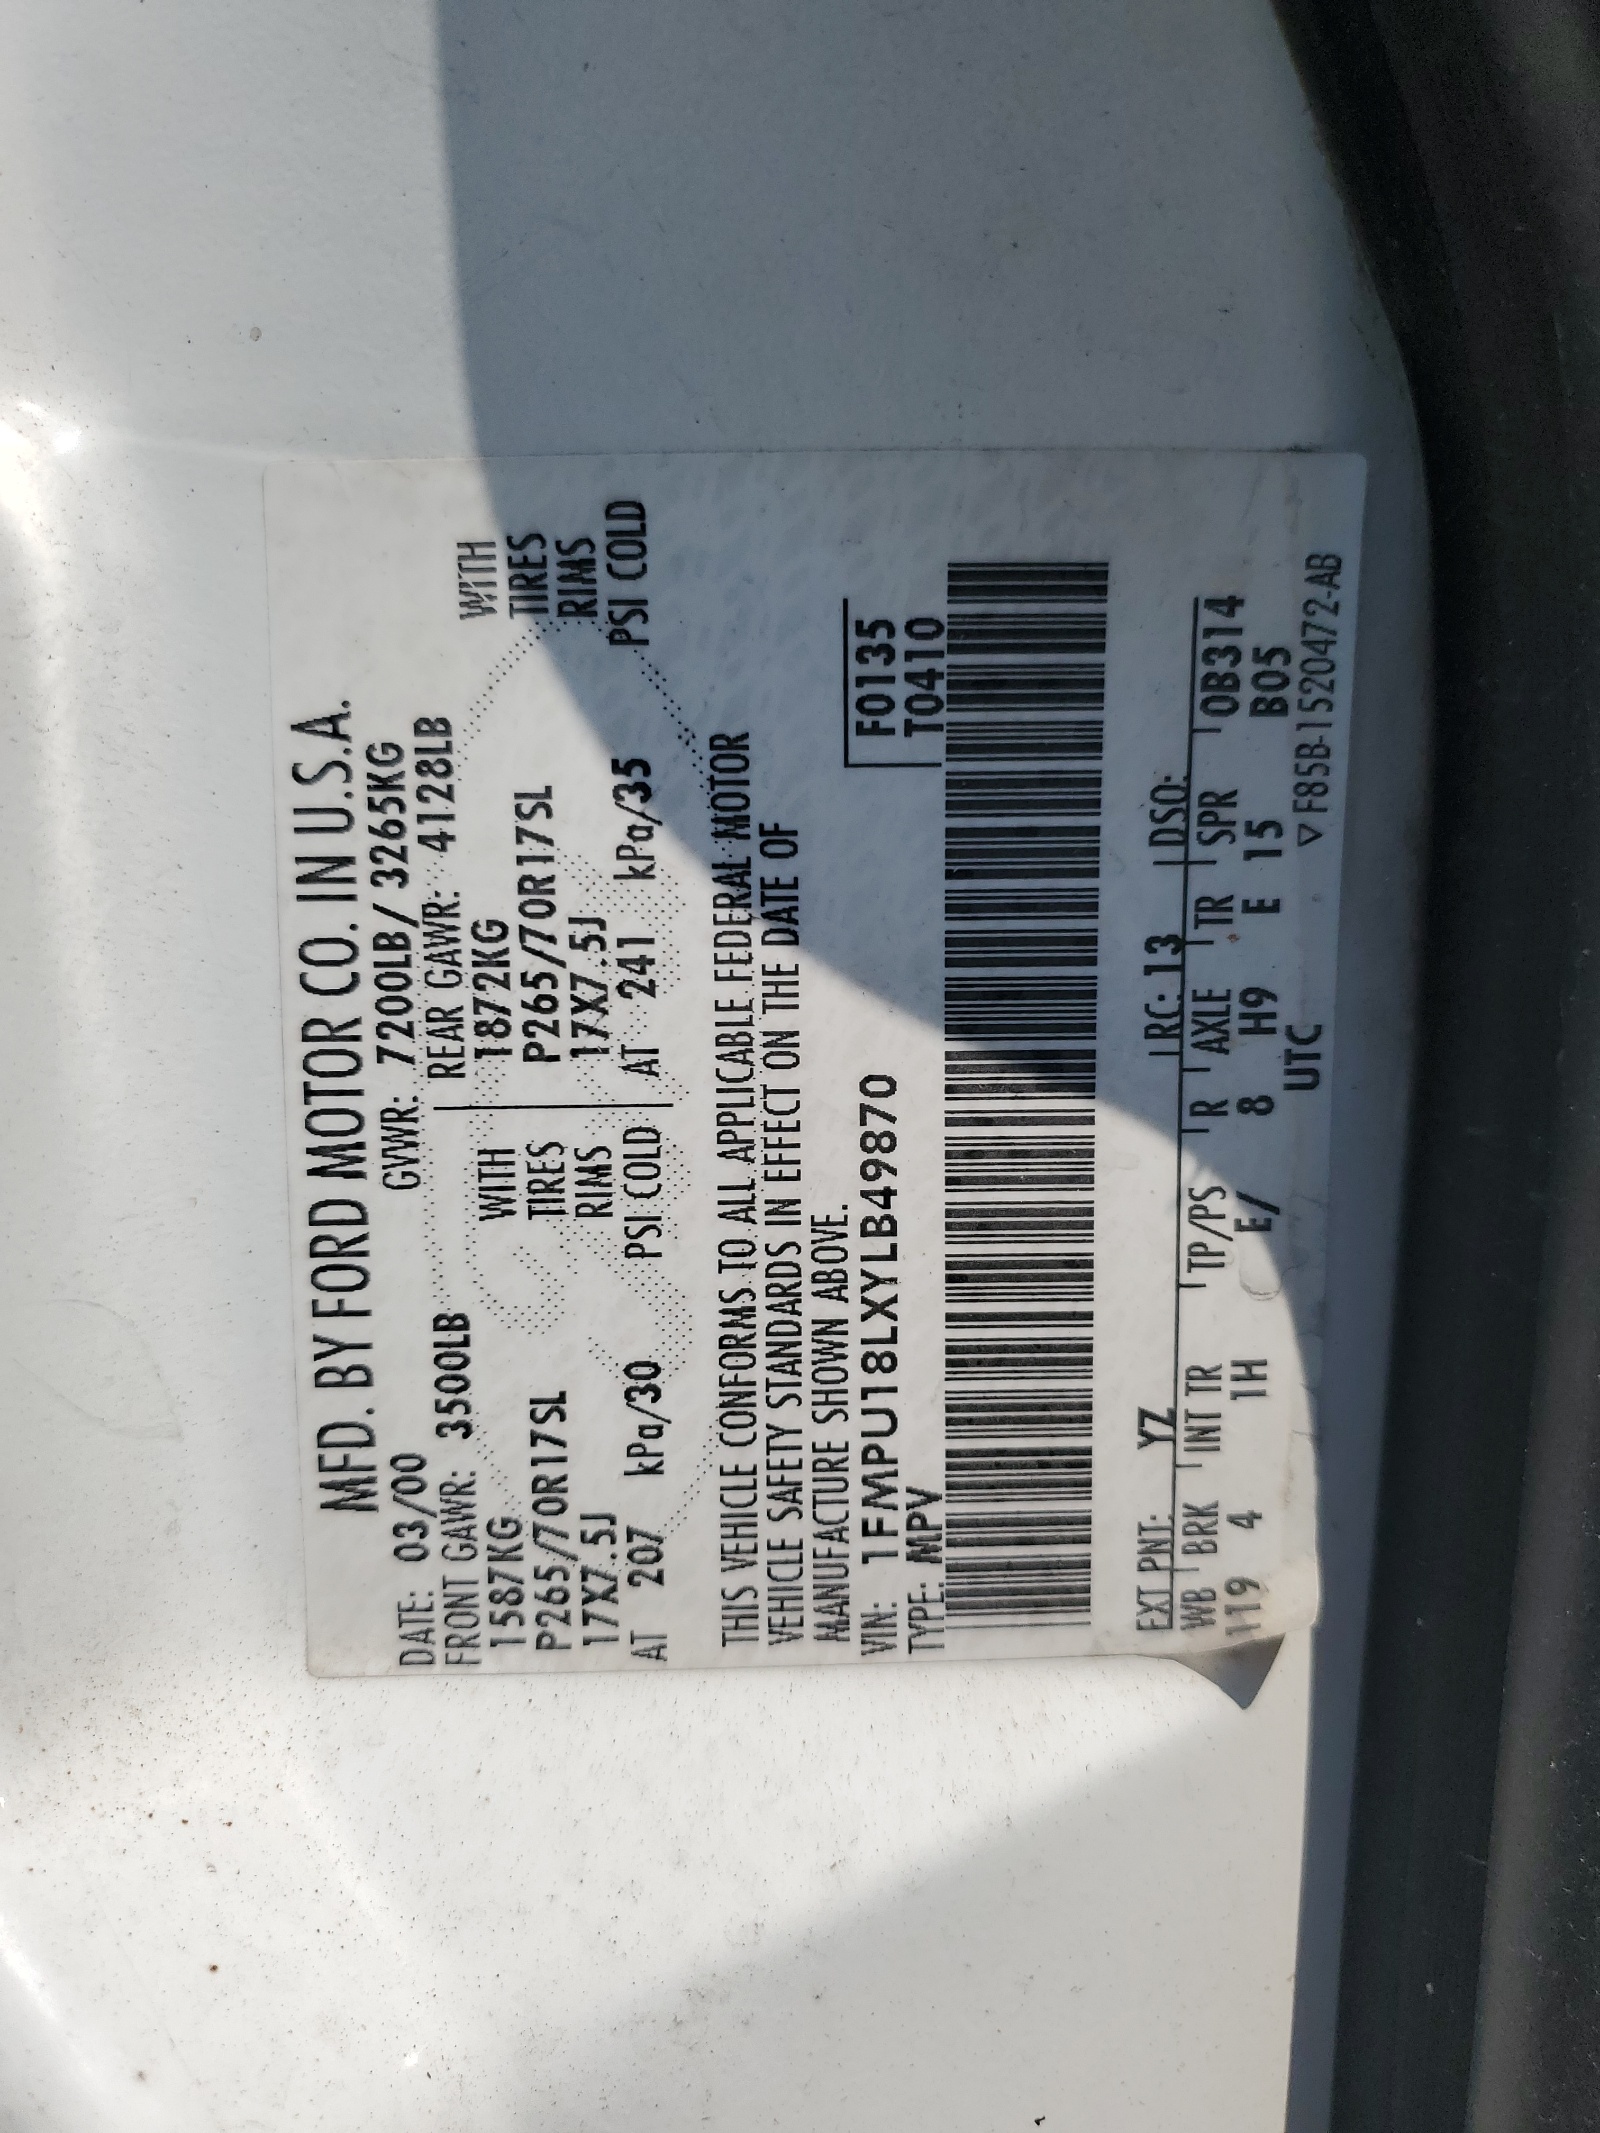 MFD. BY FORD MOTOR CO. IN U.S.A.
DATE: 03/00 GVWR: 7200LB/ 3265KG
FRONT GAWR: 3500LB REAR GAWR: 4128LB
1587KG WITH 1872KG WITH
P265/70R17SL TIRES P265/70R17SL TIRES
17X7.5J RIMS 17X7.5J RIMS
AT 207 kPa/30 PSI COLD AT 241 kPa/35 PSI COLD
THIS VEHICLE CONFORMS TO ALL APPLICABLE FEDERAL MOTOR
VEHICLE SAFETY STANDARDS IN EFFECT ON THE DATE OF
MANUFACTURE SHOWN ABOVE.
VIN: 1FMPU18LXYLB49870 F0135
TYPE: MPV T0410
EXT PNT: YZ RC: 13 DSO:
WB BRK INT TR TP/PS R AXLE TR SPR 0B314
119 4 1H E/ 8 H9 E 15 B05
UTC
▽ F85B-1520472-AB